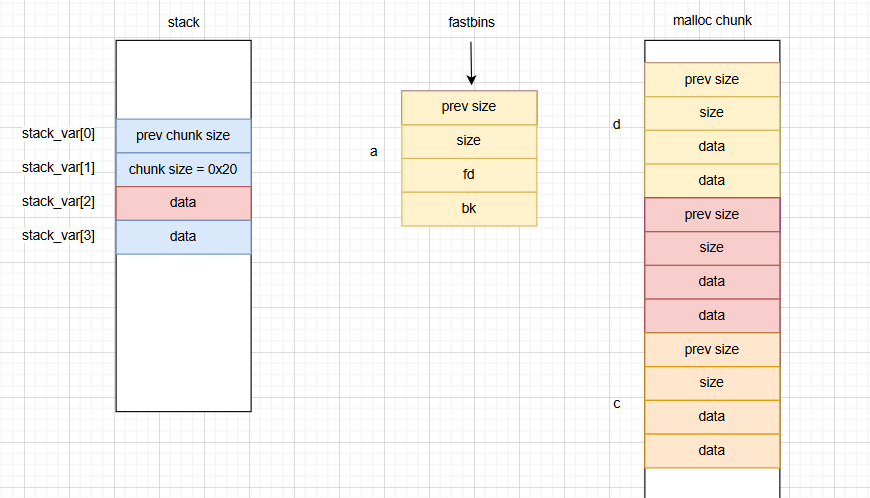 stack
stack_var[0]
prev chunk size
stack_var[1]
chunk size = 0x20
stack_var[2]
data
stack_var[3]
data
fastbins
a
prev size
size
fd
bk
malloc chunk
d
prev size
size
data
data
prev size
size
data
data
c
prev size
size
data
data